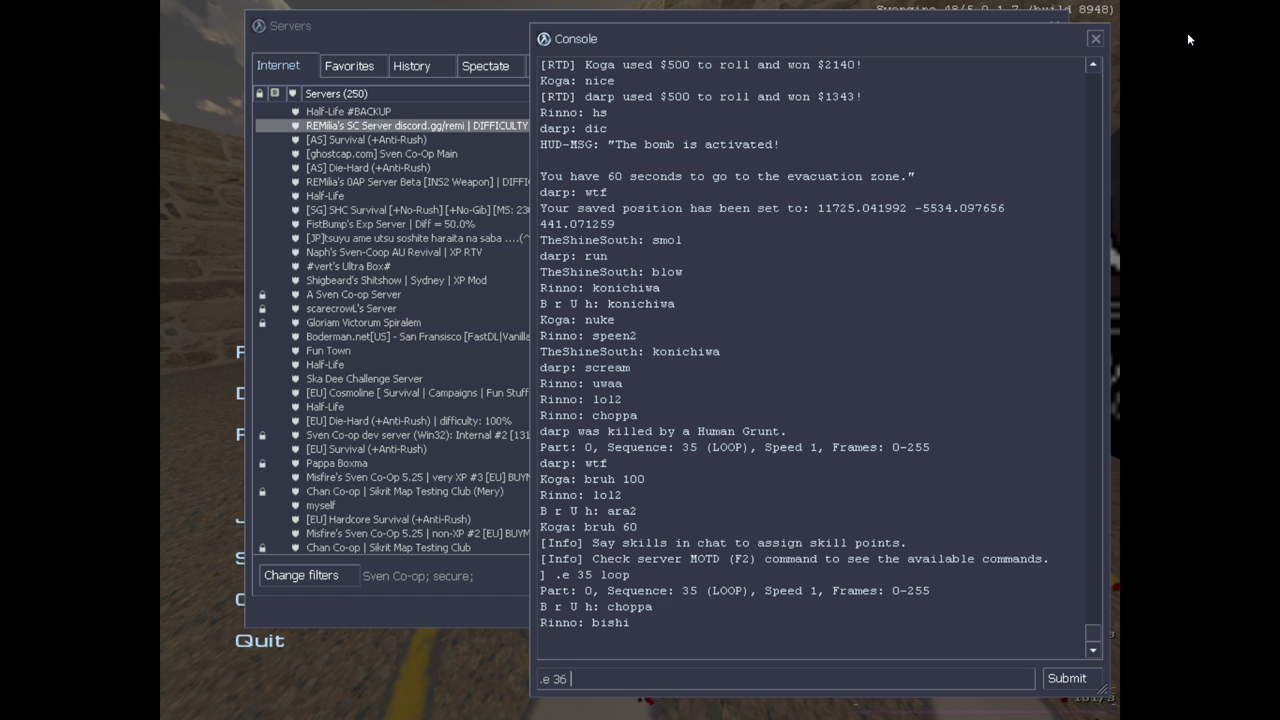 Svengine 48/5.0.1.7 (build 8948)
Servers
Internet
Favorites
History
Spectate
Servers (250)
Half-Life #BACKUP
REMilia's SC Server discord.gg/remi | DIFFICULTY
[AS] Survival (+Anti-Rush)
[ghostcap.com] Sven Co-Op Main
[AS] Die-Hard (+Anti-Rush)
REMilia's 0AP Server Beta [INS2 Weapon] | DIFFI
Half-Life
[SG] SHC Survival [+No-Rush] [+No-Gib] [MS: 23
FistBump's Exp Server | Diff = 50.0%
[JP]tsuyu ame utsu soshite haraita na saba ....(^
Naph's Sven-Coop AU Revival | XP RTV
#vert's Ultra Box#
Shigbeard's Shitshow | Sydney | XP Mod
A Sven Co-op Server
scarecrowL's Server
Gloriam Victorum Spiralem
Boderman.net[US] - San Fransisco [FastDL|Vanilla
Fun Town
Half-Life
Ska Dee Challenge Server
[EU] Cosmoline [ Survival | Campaigns | Fun Stuff
Half-Life
[EU] Die-Hard (+Anti-Rush) | difficulty: 100%
Sven Co-op dev server (Win32): Internal #2 [131
[EU] Survival (+Anti-Rush)
Pappa Boxma
Misfire's Sven Co-Op 5.25 | very XP #3 [EU] BUYM
Chan Co-op | Sikrit Map Testing Club (Mery)
myself
[EU] Hardcore Survival (+Anti-Rush)
Misfire's Sven Co-Op 5.25 | non-XP #2 [EU] BUYM
Chan Co-op | Sikrit Map Testing Club
Change filters
Sven Co-op; secure;
Quit
Console
[RTD] Koga used $500 to roll and won $2140!
Koga: nice
[RTD] darp used $500 to roll and won $1343!
Rinno: hs
darp: dic
HUD-MSG: "The bomb is activated!
You have 60 seconds to go to the evacuation zone."
darp: wtf
Your saved position has been set to: 11725.041992 -5534.097656
441.071259
TheShineSouth: smol
darp: run
TheShineSouth: blow
Rinno: konichiwa
B r U h: konichiwa
Koga: nuke
Rinno: speen2
TheShineSouth: konichiwa
darp: scream
Rinno: uwaa
Rinno: lol2
Rinno: choppa
darp was killed by a Human Grunt.
Part: 0, Sequence: 35 (LOOP), Speed 1, Frames: 0-255
darp: wtf
Koga: bruh 100
Rinno: lol2
B r U h: ara2
Koga: bruh 60
[Info] Say skills in chat to assign skill points.
[Info] Check server MOTD (F2) command to see the available commands.
] .e 35 loop
Part: 0, Sequence: 35 (LOOP), Speed 1, Frames: 0-255
B r U h: choppa
Rinno: bishi
.e 36
Submit